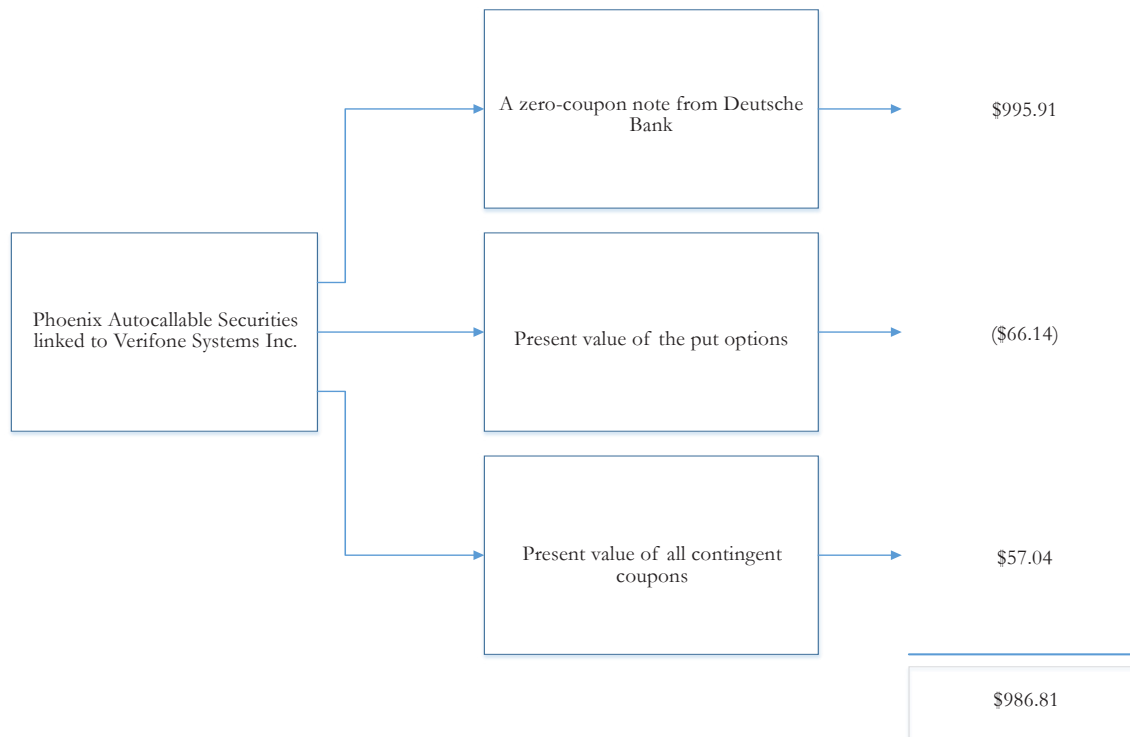 A zero-coupon note from Deutsche
Bank
$995.91
Phoenix Autocallable Securities
linked to Verifone Systems Inc.
Present value of the put options
($66.14)
Present value of all contingent
coupons
$57.04
$986.81